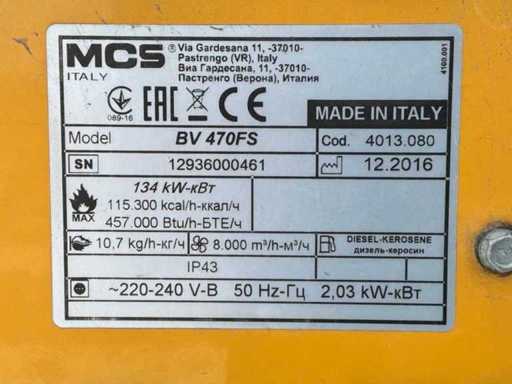 MCS
ITALY
® Via Gardesana 11, -37010-
Pastrengo (VR), Italy
Виа Гардесана, 11, -37010-
Пастренго (Верона), Италия
4160.001
089-16
EAC CE
MADE IN ITALY
Model BV 470FS Cod. 4013.080
SN 12936000461 12.2016
MAX
134 kW-кВт
115.300 kcal/h-ккал/ч
457.000 Btu/h-БТЕ/ч
10,7 kg/h-кг/ч 8.000 m³/h-м³/ч DIESEL-KEROSENE
дизель-керосин
IP43
~220-240 V-В 50 Hz-Гц 2,03 kW-кВт